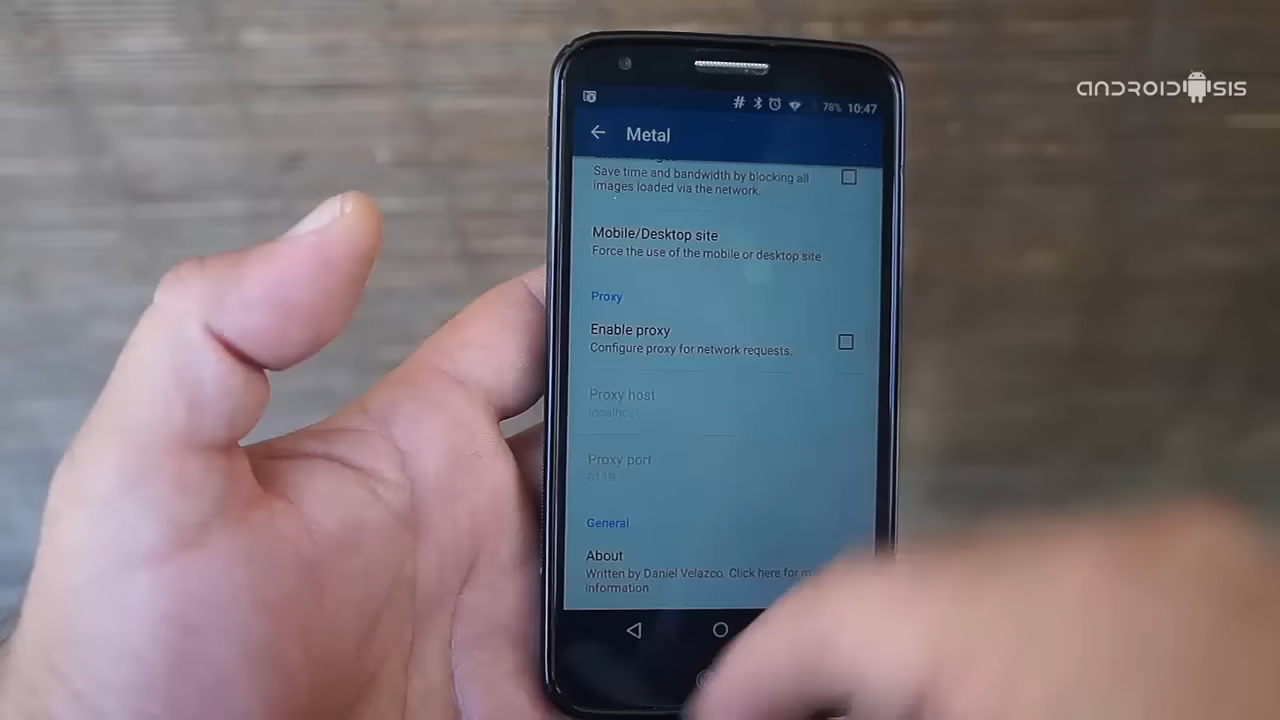 ANDROIDSIS
# 78% 10:47
Metal
Save time and bandwidth by blocking all
images loaded via the network.
Mobile/Desktop site
Force the use of the mobile or desktop site
Proxy
Enable proxy
Configure proxy for network requests.
Proxy host
localhost
Proxy port
8118
General
About
Written by Daniel Velazco. Click here for
information